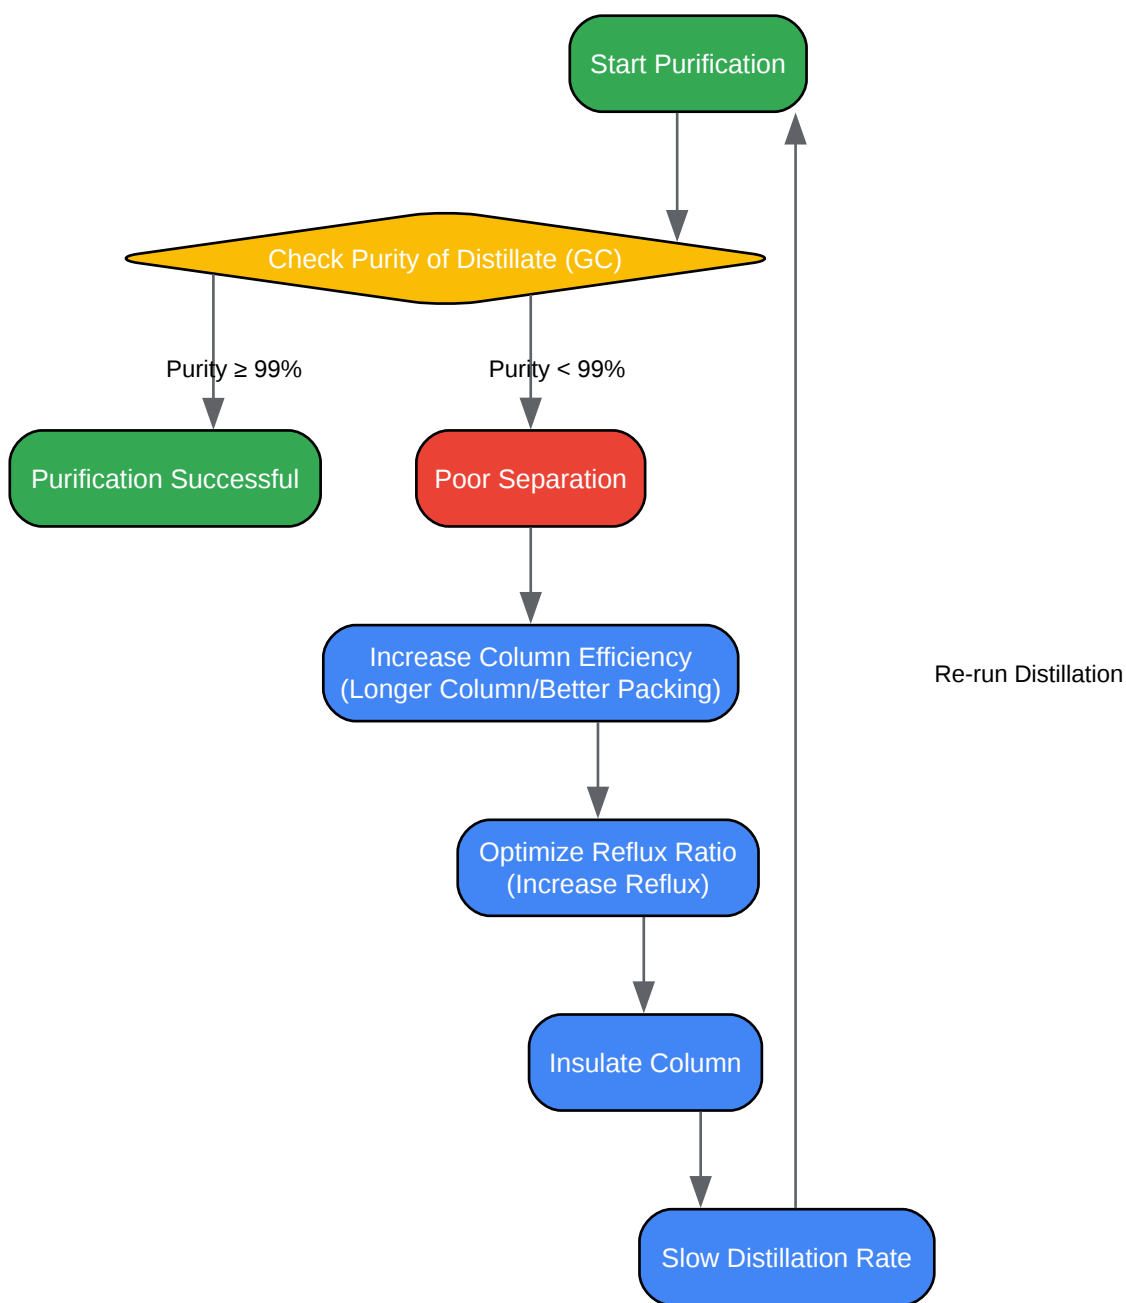 Start Purification
Check Purity of Distillate (GC)
Purity ≥ 99%
Purity < 99%
Purification Successful
Poor Separation
Increase Column Efficiency
(Longer Column/Better Packing)
Re-run Distillation
Optimize Reflux Ratio
(Increase Reflux)
Insulate Column
Slow Distillation Rate